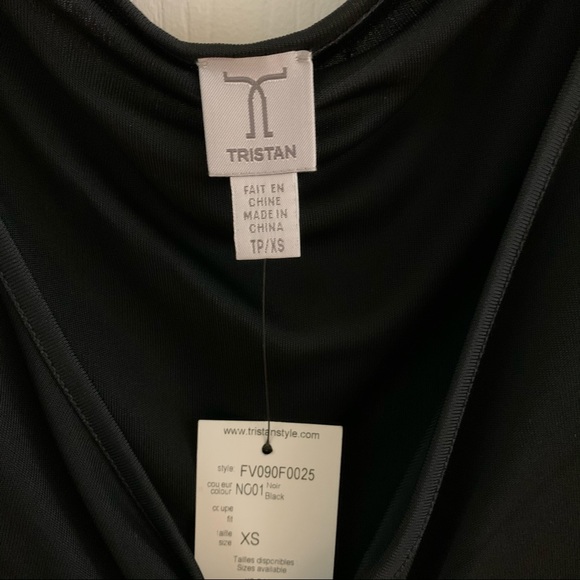 TRISTAN
FAIT EN
CHINE
MADE IN
CHINA
TP/XS
www.tristanstyle.com
style: FV090F0025
couleur
colour NO01 Noir
Black
coupe
fit
taille
size XS
Tailles disponibles
Sizes available